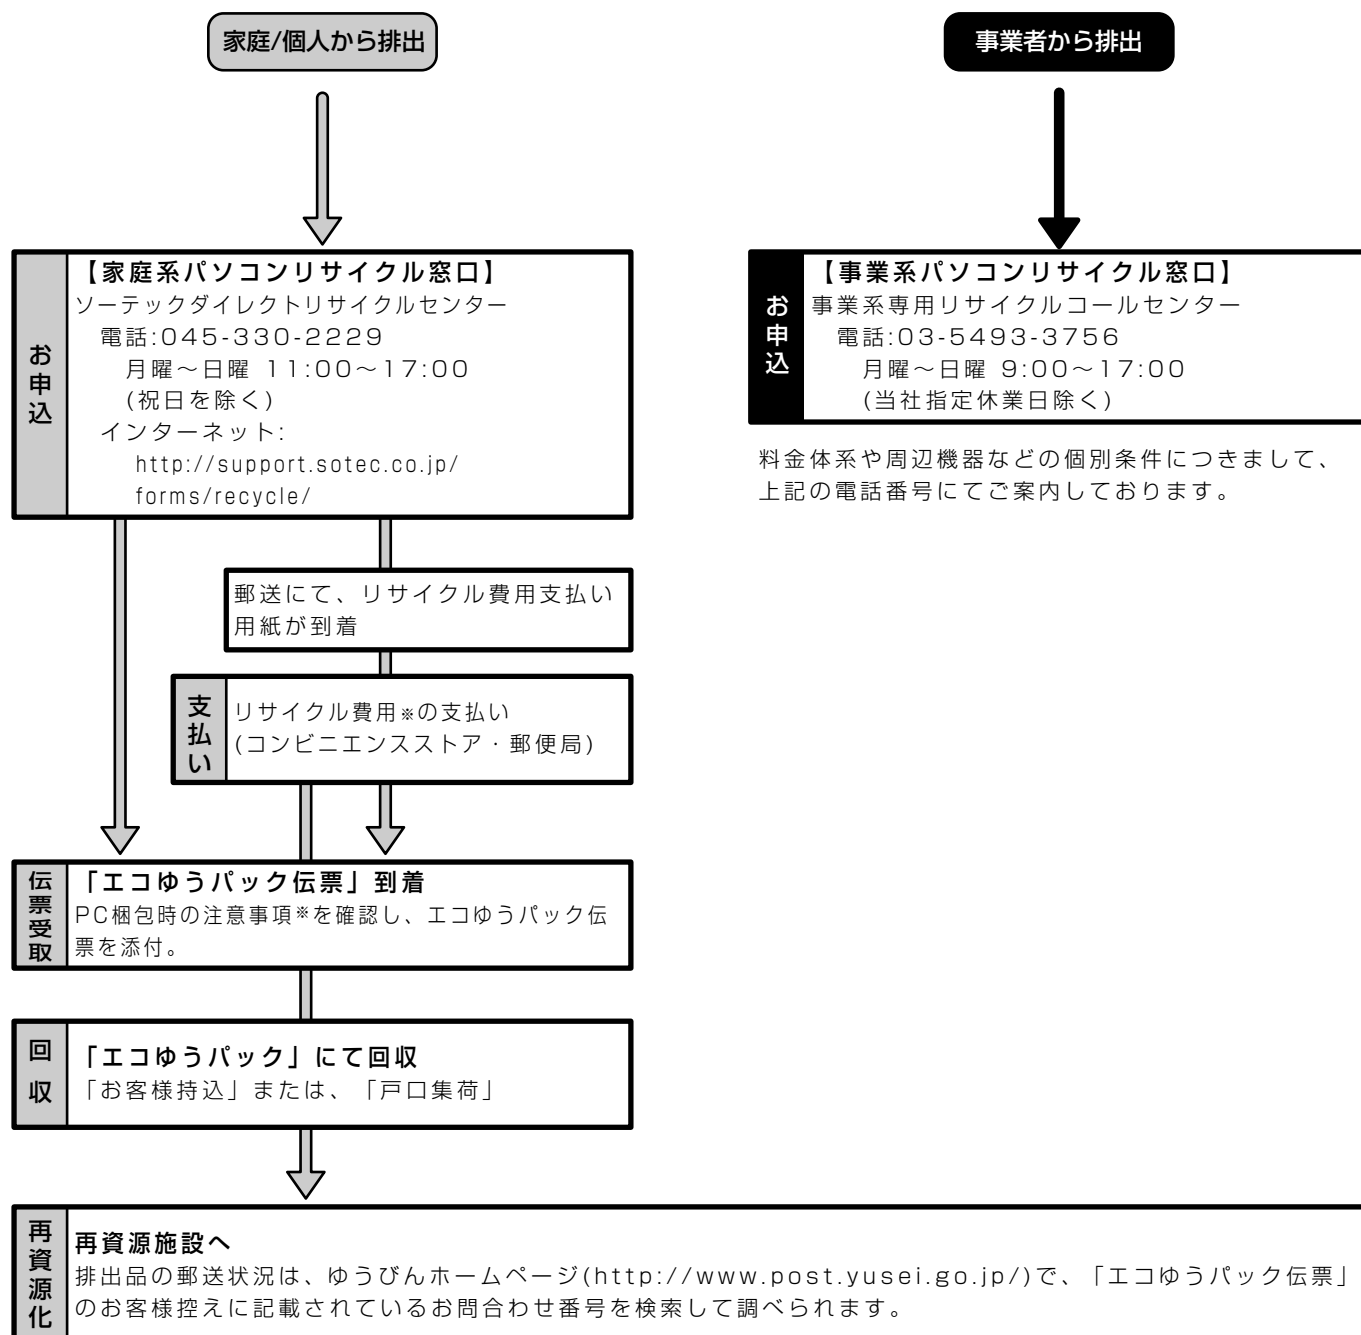 家庭/個人から排出
事業者から排出
お申込
【家庭系パソコンリサイクル窓口】
ソーテックダイレクトリサイクルセンター
電話:045-330-2229
月曜～日曜 11:00～17:00
(祝日を除く)
インターネット:
http://support.sotec.co.jp/
forms/recycle/
お申込
【事業系パソコンリサイクル窓口】
事業系専用リサイクルコールセンター
電話:03-5493-3756
月曜～日曜 9:00～17:00
(当社指定休業日除く)
料金体系や周辺機器などの個別条件につきまして、
上記の電話番号にてご案内しております。
郵送にて、リサイクル費用支払い
用紙が到着
支払い
リサイクル費用※の支払い
(コンビニエンスストア・郵便局)
伝票受取
「エコゆうパック伝票」到着
PC梱包時の注意事項※を確認し、エコゆうパック伝
票を添付。
回収
「エコゆうパック」にて回収
「お客様持込」または、「戸口集荷」
再資源化
再資源施設へ
排出品の郵送状況は、ゆうびんホームページ(http://www.post.yusei.go.jp/)で、「エコゆうパック伝票」
のお客様控えに記載されているお問合わせ番号を検索して調べられます。